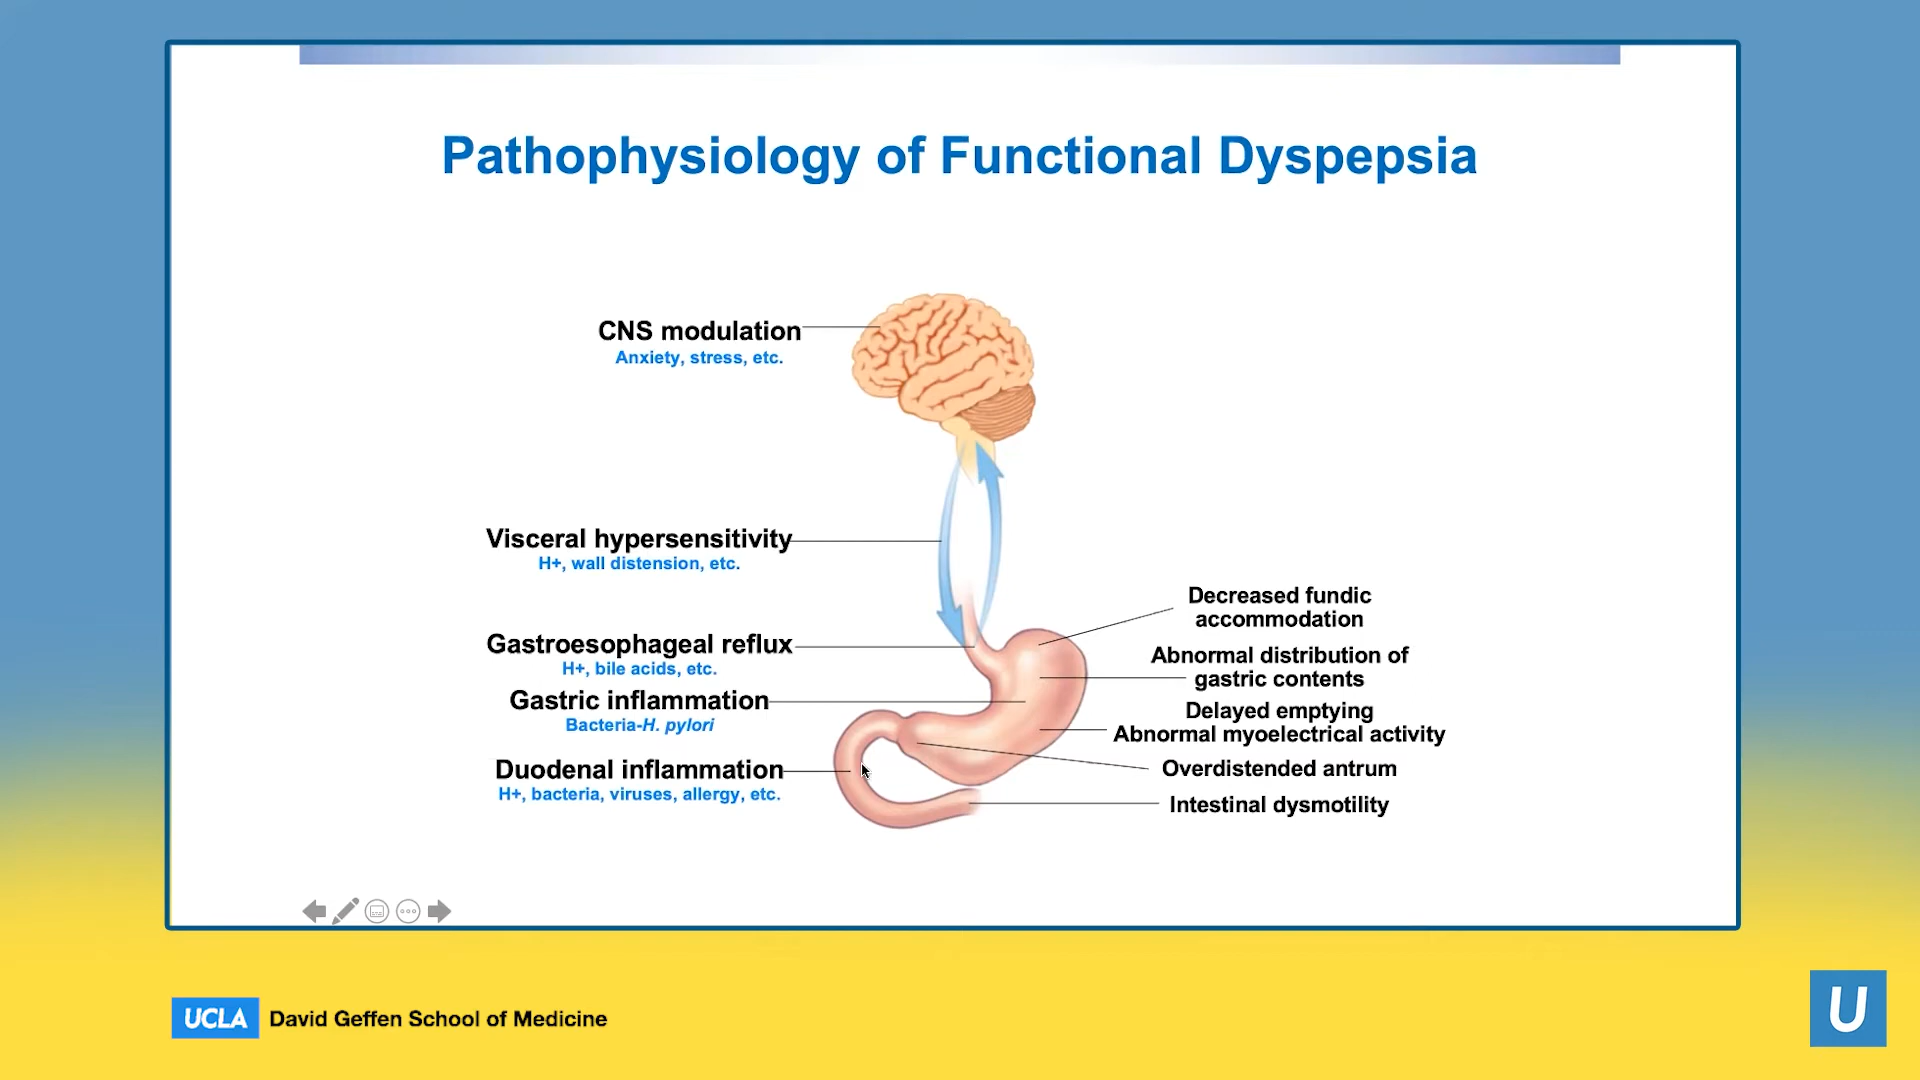 Pathophysiology of Functional Dyspepsia
CNS modulation
Anxiety, stress, etc.
Visceral hypersensitivity
H+, wall distension, etc.
Gastroesophageal reflux
H+, bile acids, etc.
Gastric inflammation
Bacteria-H. pylori
Duodenal inflammation
H+, bacteria, viruses, allergy, etc.
Decreased fundic
accommodation
Abnormal distribution of
gastric contents
Delayed emptying
Abnormal myoelectrical activity
Overdistended antrum
Intestinal dysmotility
UCLA David Geffen School of Medicine
U